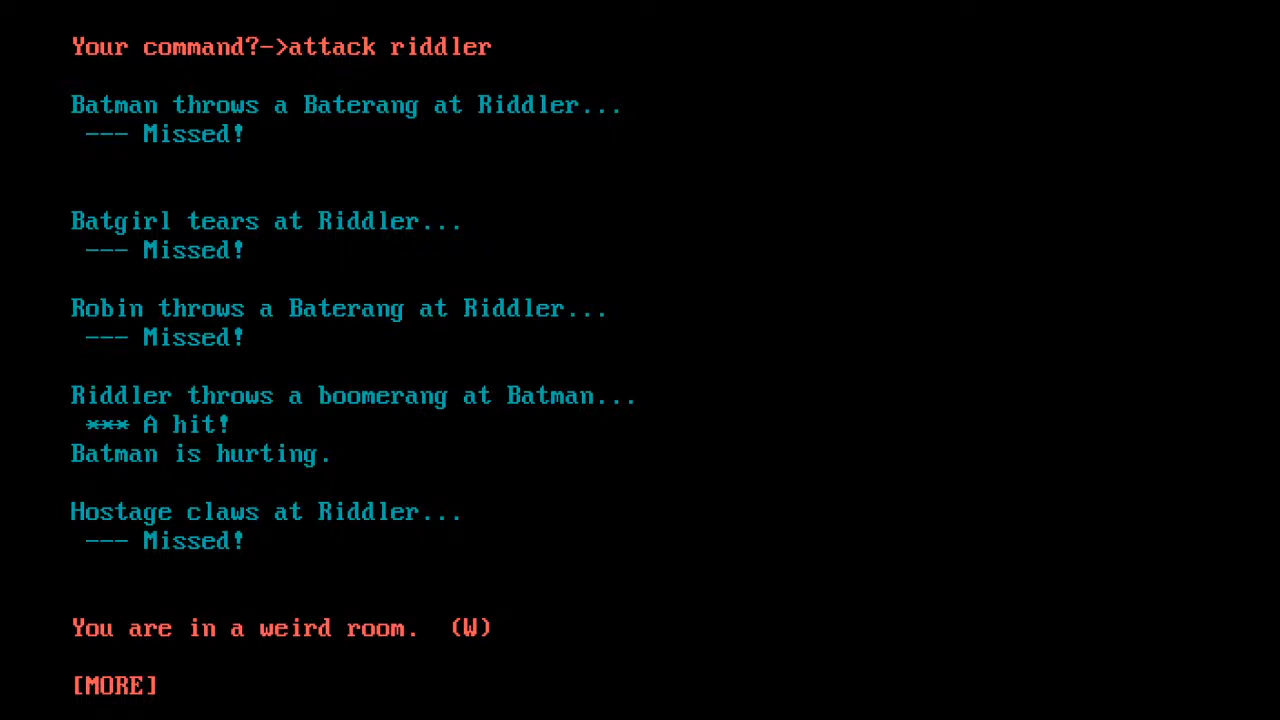 Your command?->attack riddler
Batman throws a Baterang at Riddler...
--- Missed!
Batgirl tears at Riddler...
--- Missed!
Robin throws a Baterang at Riddler...
--- Missed!
Riddler throws a boomerang at Batman...
*** A hit!
Batman is hurting.
Hostage claws at Riddler...
--- Missed!
You are in a weird room.  (W)
[MORE]